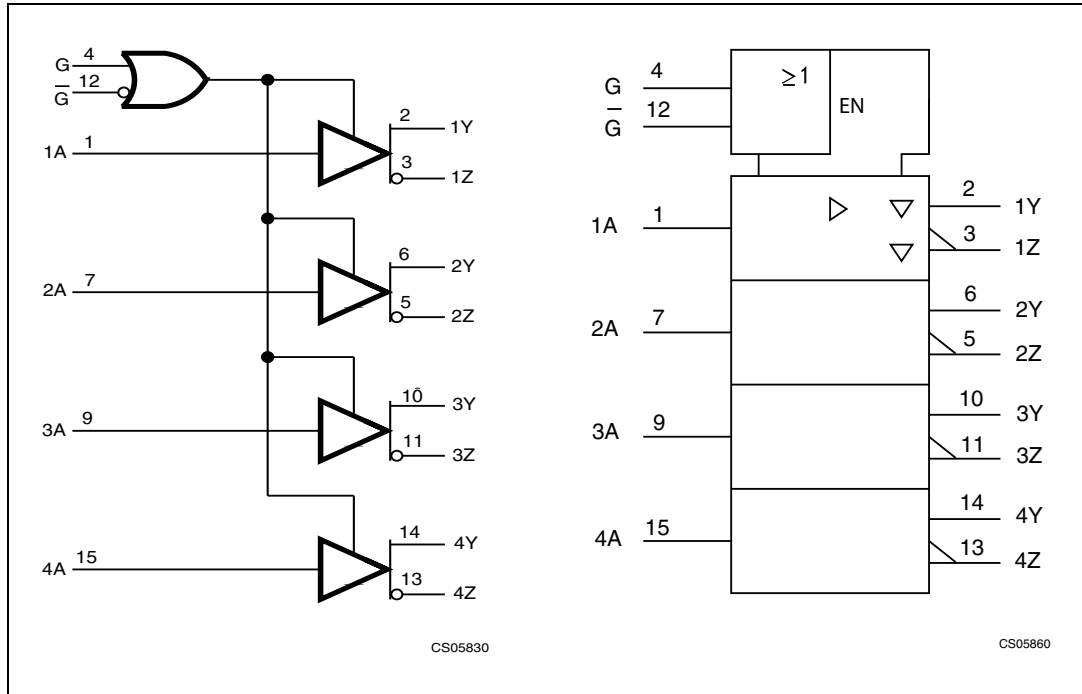 G 4
G̅ 12
1A 1
2 1Y
3 1Z
2A 7
6 2Y
5 2Z
3A 9
10 3Y
11 3Z
4A 15
14 4Y
13 4Z
CS05830
G 4
G̅ 12
≥1
EN
1A 1
2 1Y
3 1Z
2A 7
6 2Y
5 2Z
3A 9
10 3Y
11 3Z
4A 15
14 4Y
13 4Z
CS05860